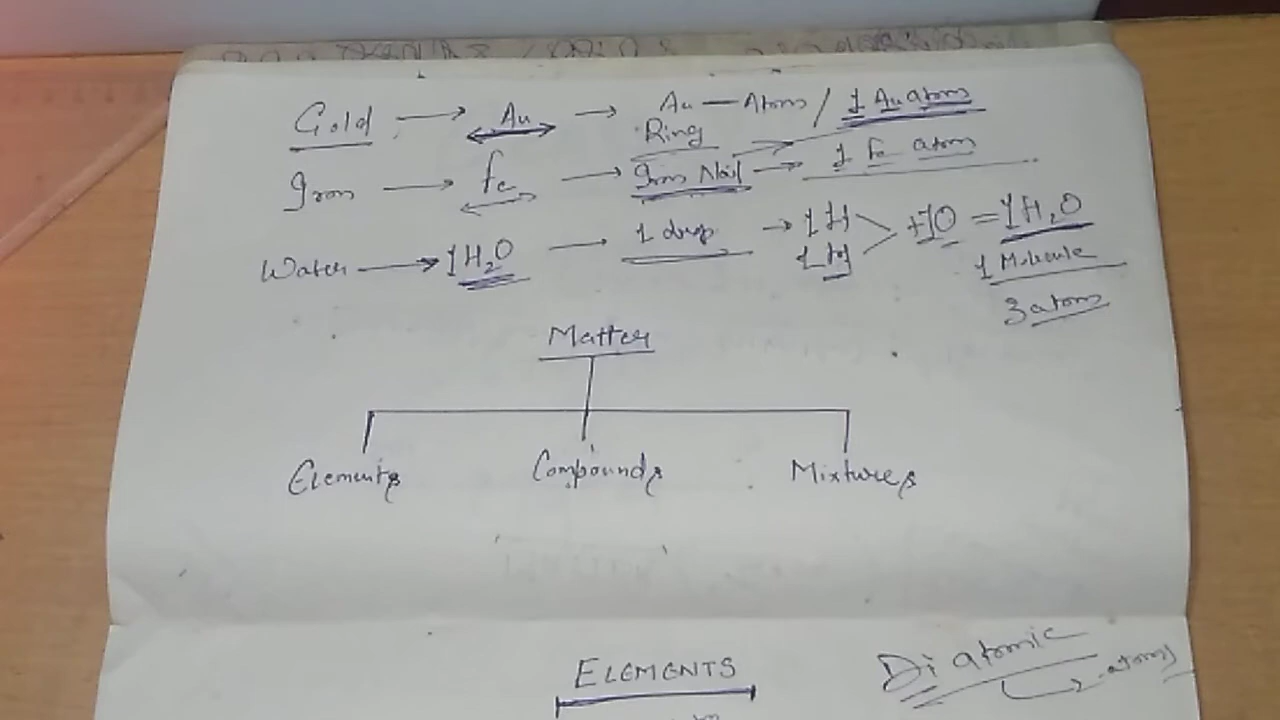 Gold → Au → Au — Atoms / 1 Au atoms
Ring
Iron → Fe → Iron Nail → 1 Fe atom
Water → 1H₂O → 1 drop → 1H
1H
+1O = 1H₂O
1 Molecule
3 atoms
Matter
Elements Compounds Mixtures
ELEMENTS
Di atomic
→ atoms